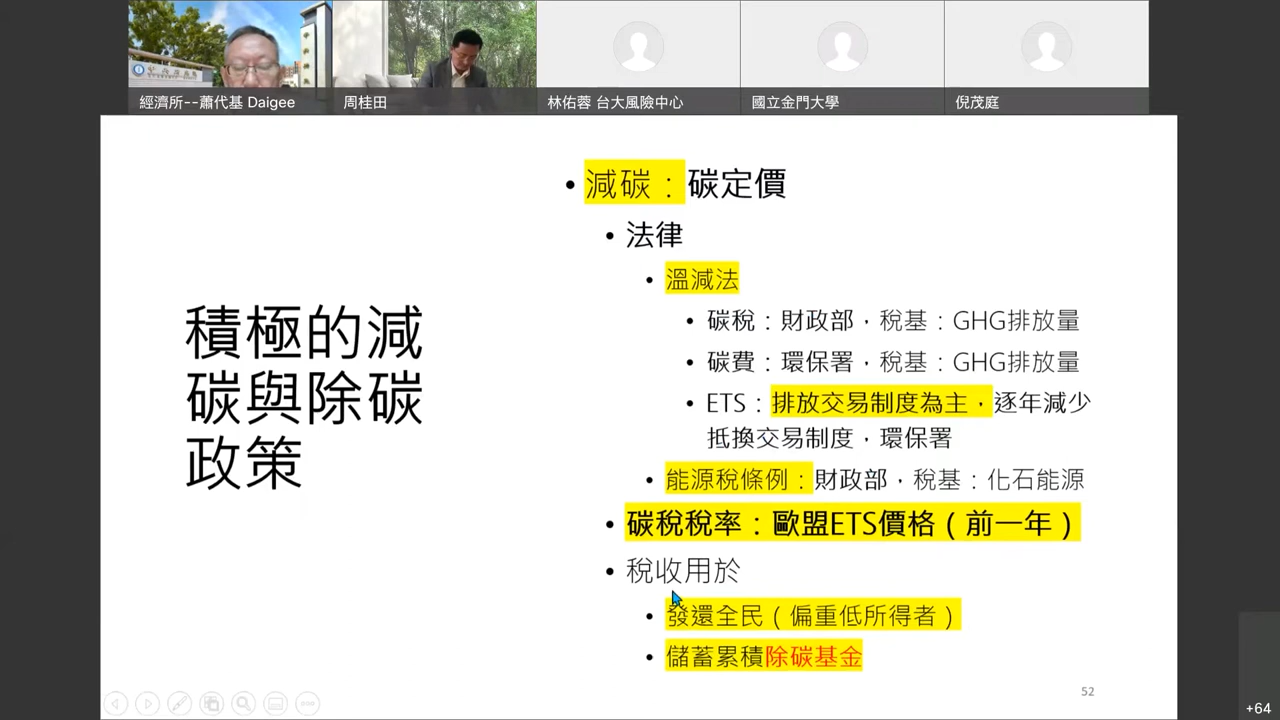 經濟所--蕭代基 Daigee
周桂田
林佑蓉 台大風險中心
國立金門大學
倪茂庭
積極的減
碳與除碳
政策
• 減碳：碳定價
• 法律
• 溫減法
• 碳稅：財政部，稅基：GHG排放量
• 碳費：環保署，稅基：GHG排放量
• ETS：排放交易制度為主，逐年減少
抵換交易制度，環保署
• 能源稅條例：財政部，稅基：化石能源
• 碳稅稅率：歐盟ETS價格（前一年）
• 稅收用於
• 發還全民（偏重低所得者）
• 儲蓄累積除碳基金
52
+64